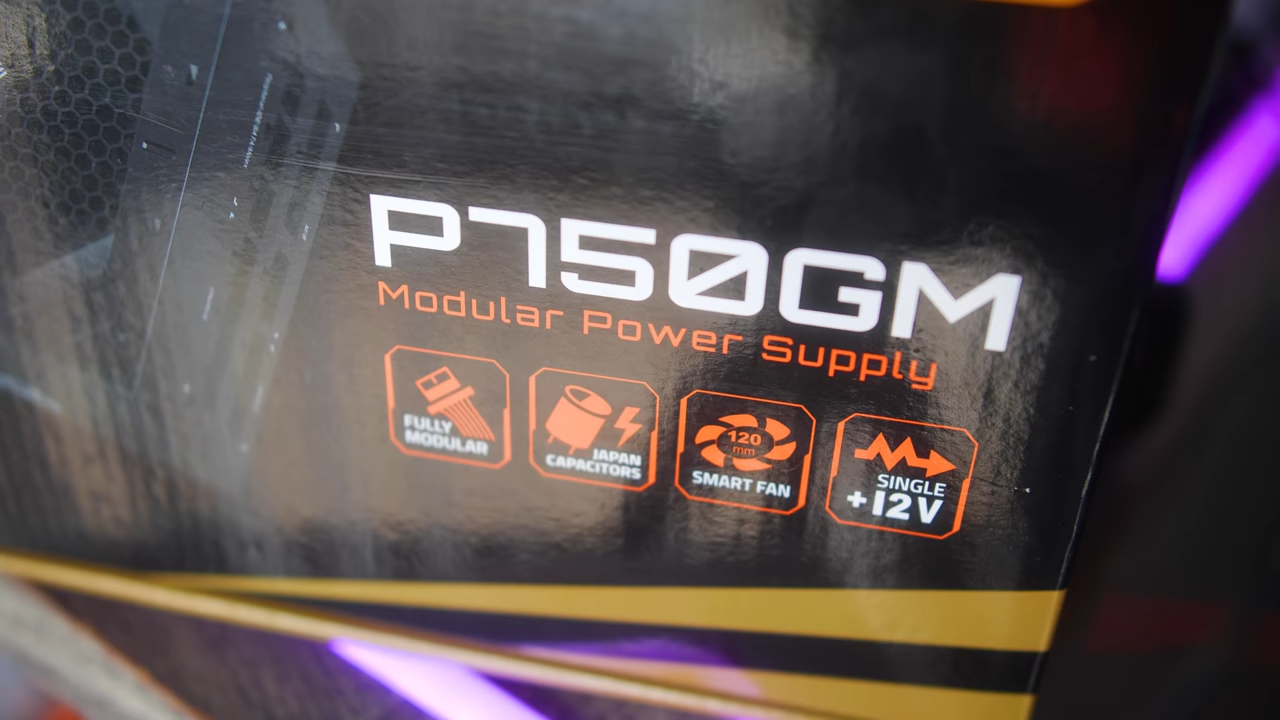 P750GM
Modular Power Supply
FULLY
MODULAR
JAPAN
CAPACITORS
120
mm
SMART FAN
SINGLE
+12V